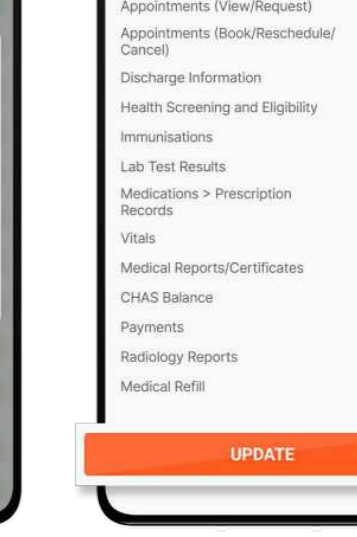 Appointments (View/Request)
Appointments (Book/Reschedule/
Cancel)
Discharge Information
Health Screening and Eligibility
Immunisations
Lab Test Results
Medications > Prescription
Records
Vitals
Medical Reports/Certificates
CHAS Balance
Payments
Radiology Reports
Medical Refill
UPDATE